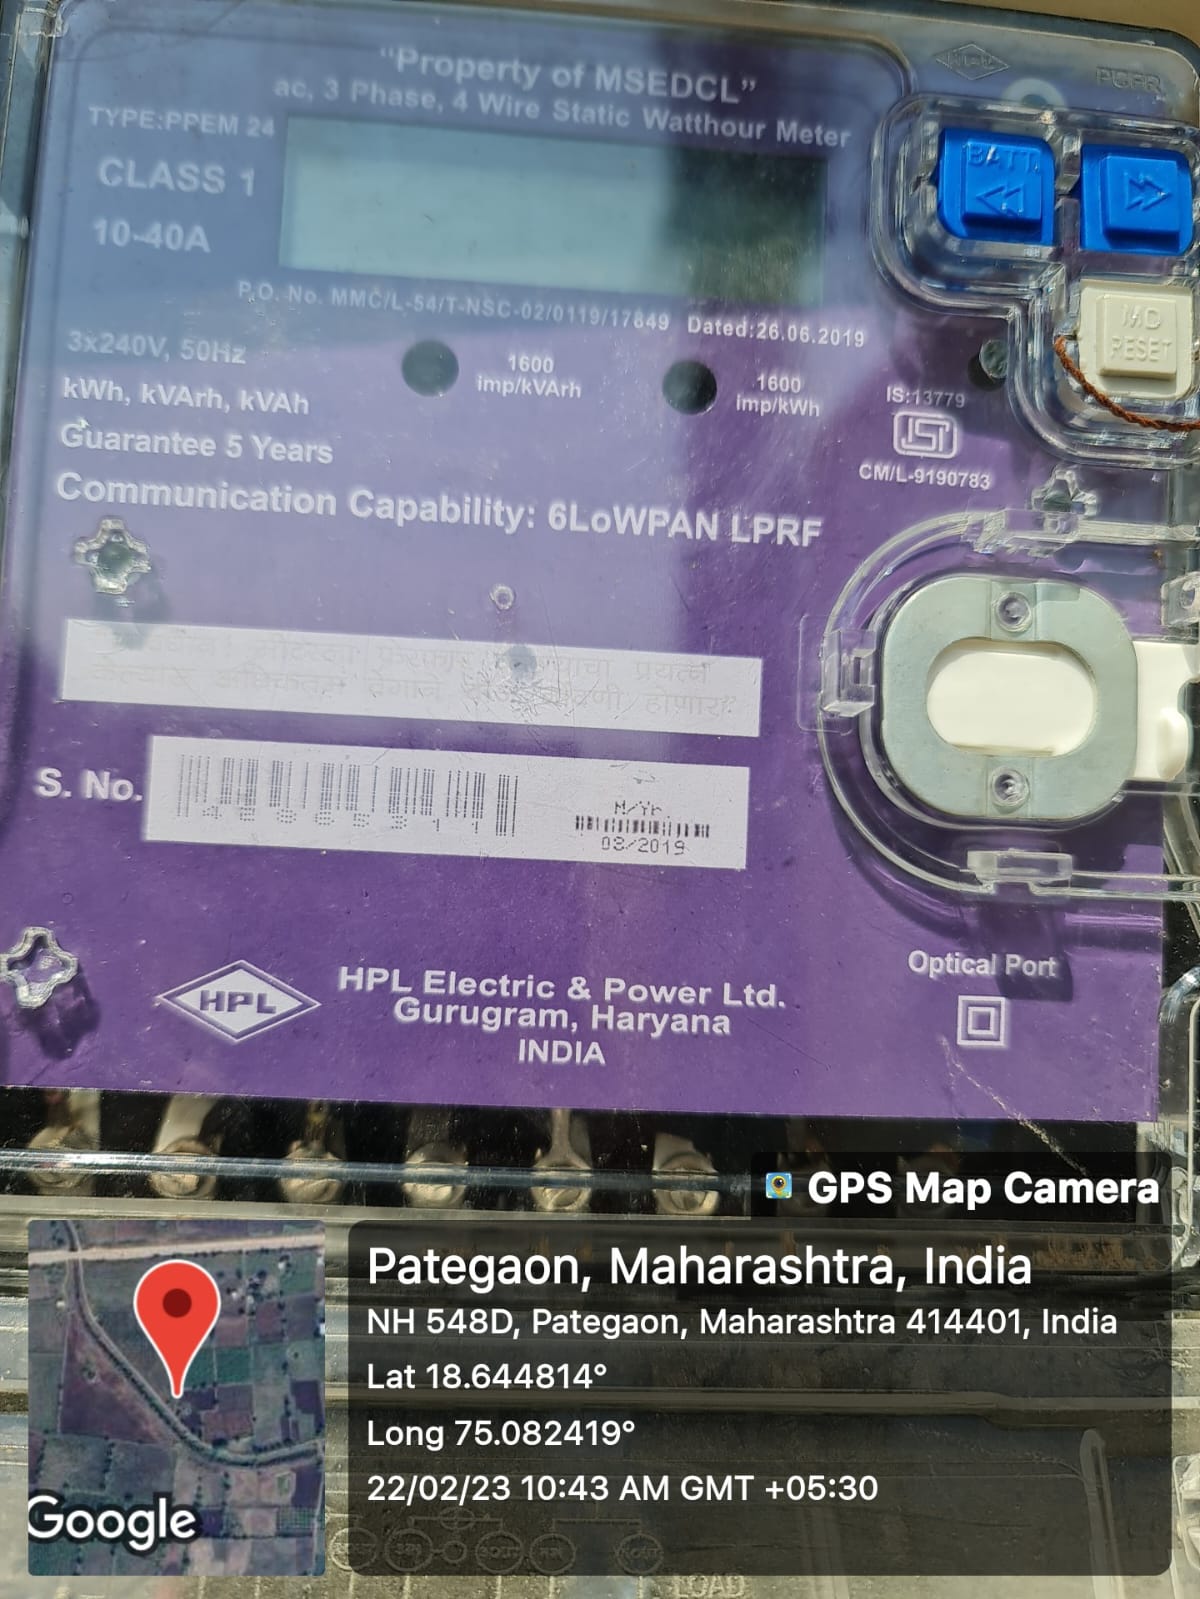 "Property of MSEDCL"
ac, 3 Phase, 4 Wire Static Watthour Meter
TYPE:PPEM 24
CLASS 1
10-40A
BATT.
MD
RESET
P.O. No. MMC/L-54/T-NSC-02/0119/17849 Dated:26.06.2019
3x240V, 50Hz
kWh, kVArh, kVAh
Guarantee 5 Years
1600
imp/kVArh
1600
imp/kWh
IS:13779
ISI
CM/L-9190783
Communication Capability: 6LoWPAN LPRF
प्रयत्न
होणार"
S. No.
M/Yr
08/2019
HPL
HPL Electric & Power Ltd.
Gurugram, Haryana
INDIA
Optical Port
GPS Map Camera
Pategaon, Maharashtra, India
NH 548D, Pategaon, Maharashtra 414401, India
Lat 18.644814°
Long 75.082419°
22/02/23 10:43 AM GMT +05:30
Google
LOAD